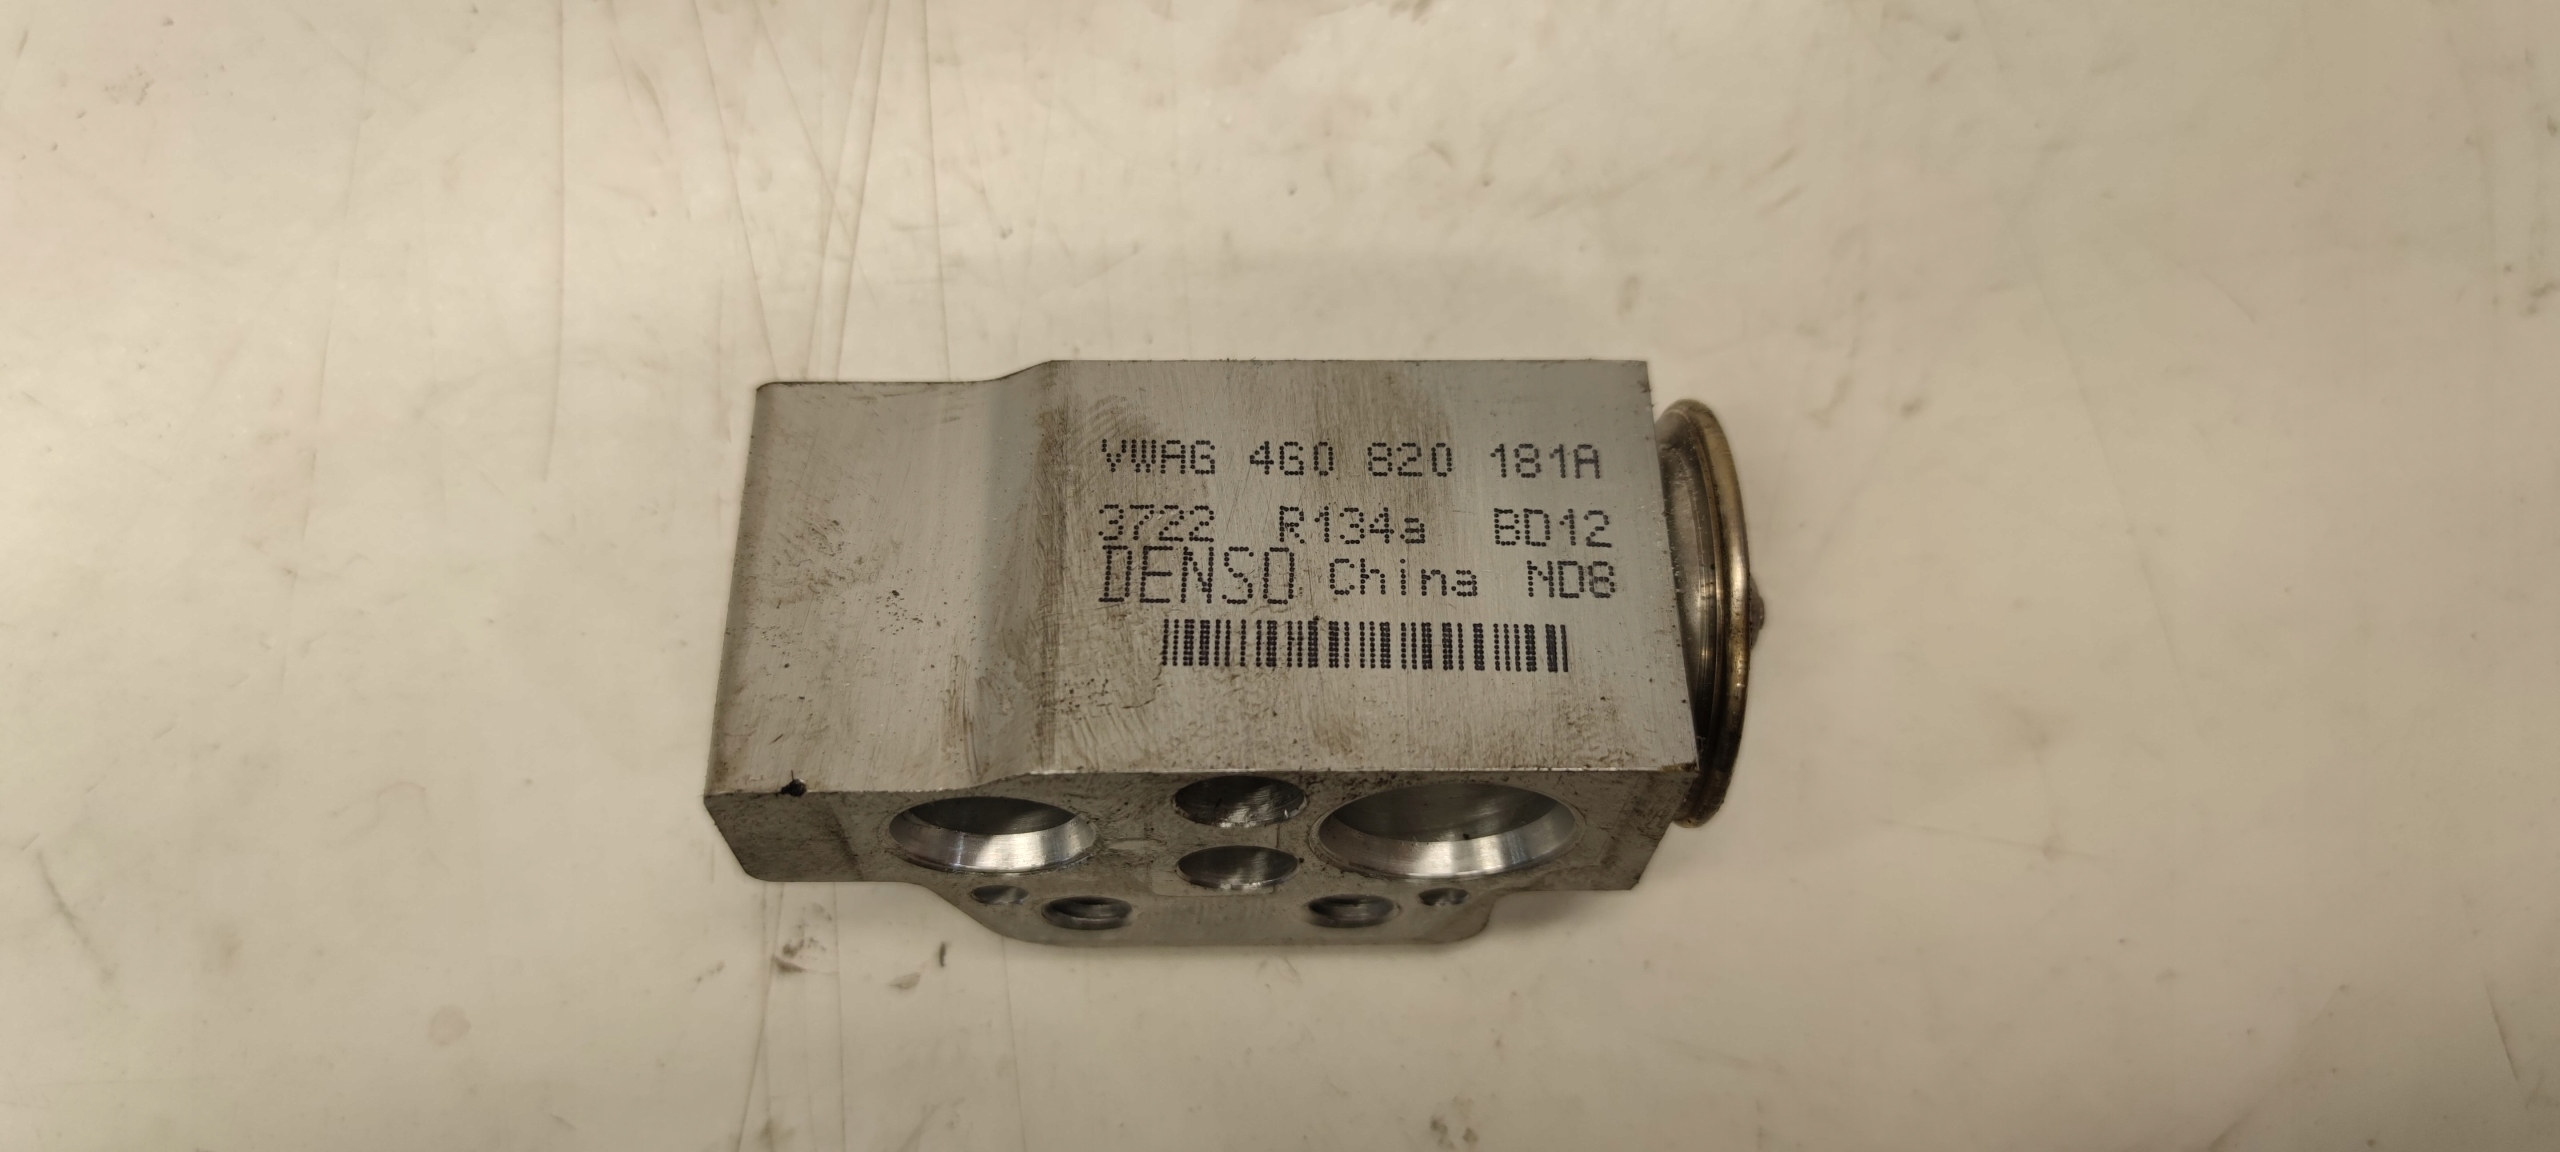 VWAG 4G0 820 181A
3722 R134a BD12
DENSO China ND8